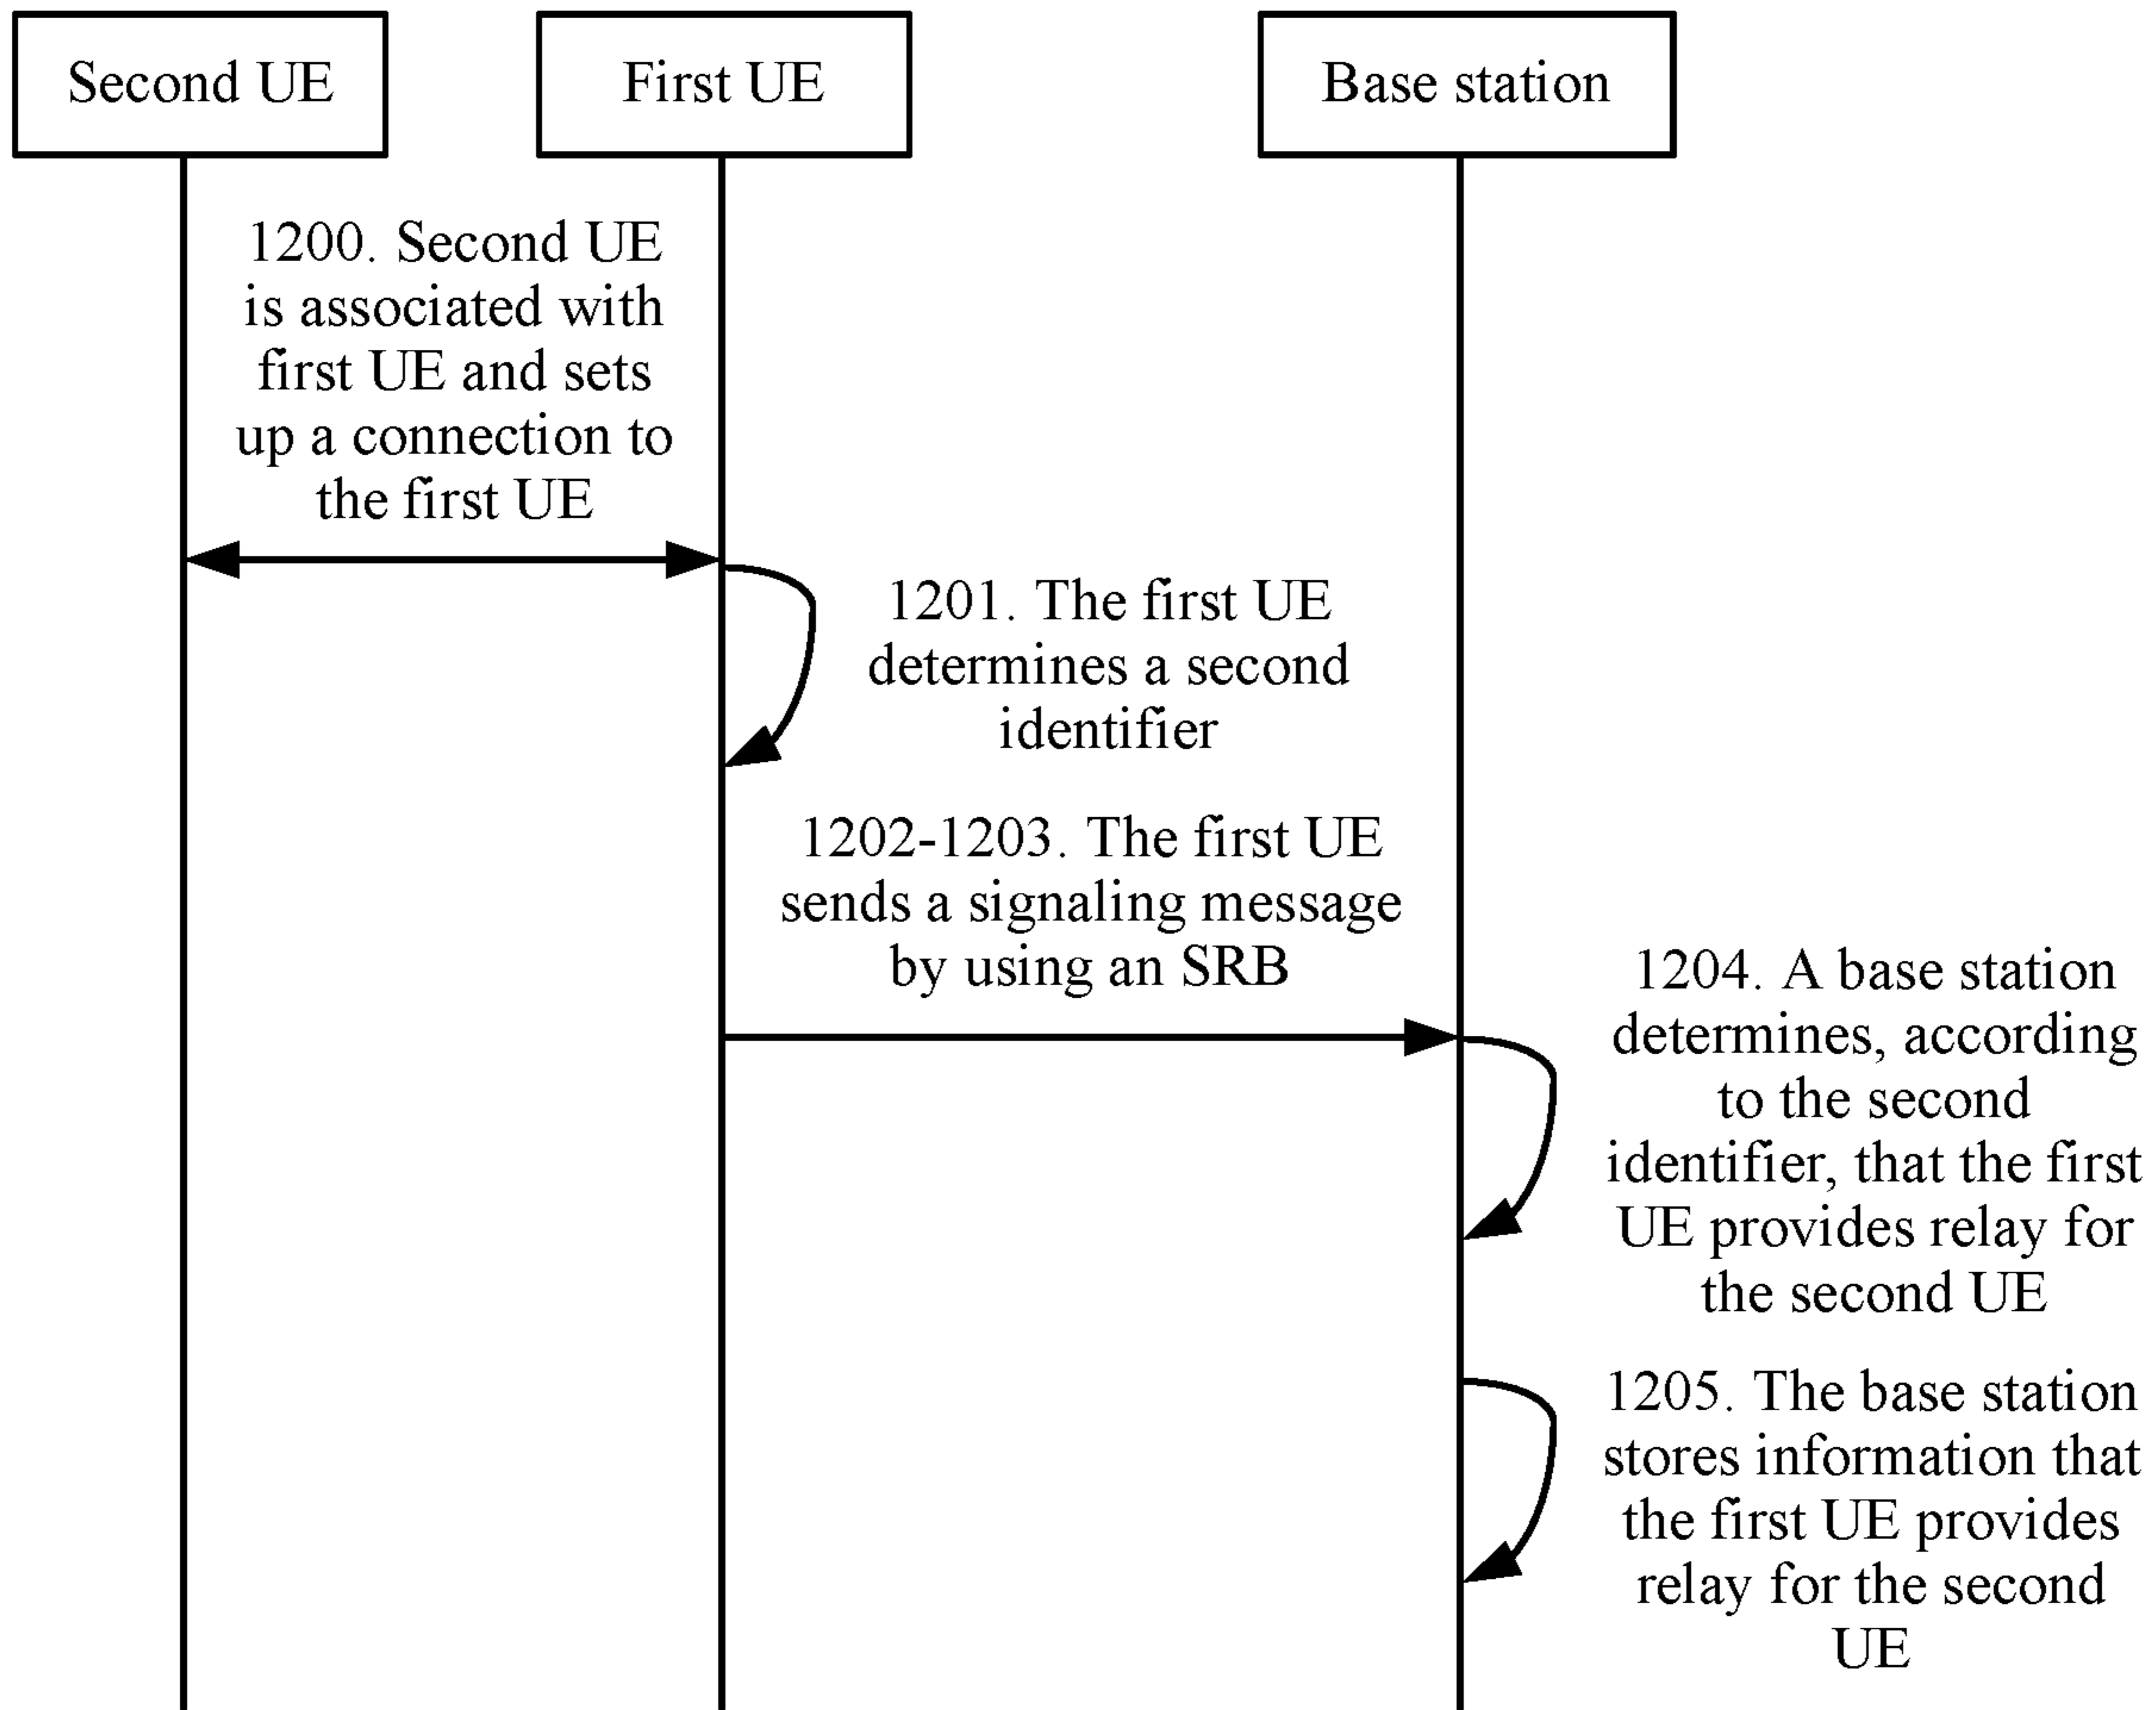 Second UE
First UE
Base station
1200. Second UE
is associated with
first UE and sets
up a connection to
the first UE
1201. The first UE
determines a second
identifier
1202-1203. The first UE
sends a signaling message
by using an SRB
1204. A base station
determines, according
to the second
identifier, that the first
UE provides relay for
the second UE
1205. The base station
stores information that
the first UE provides
relay for the second
UE